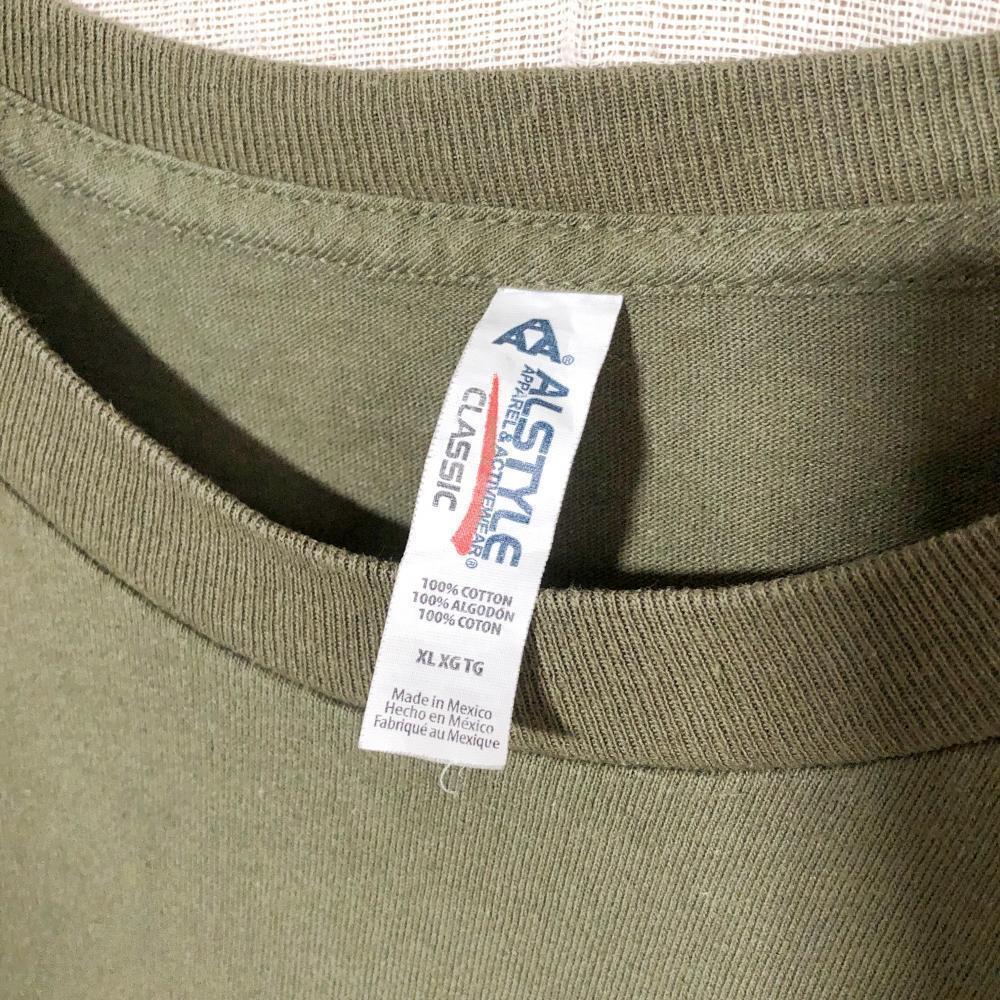 AAA®
ALSTYLE
APPAREL & ACTIVEWEAR®
CLASSIC
100% COTTON
100% ALGODÓN
100% COTON
XL XG TG
Made in Mexico
Hecho en México
Fabriqué au Mexique